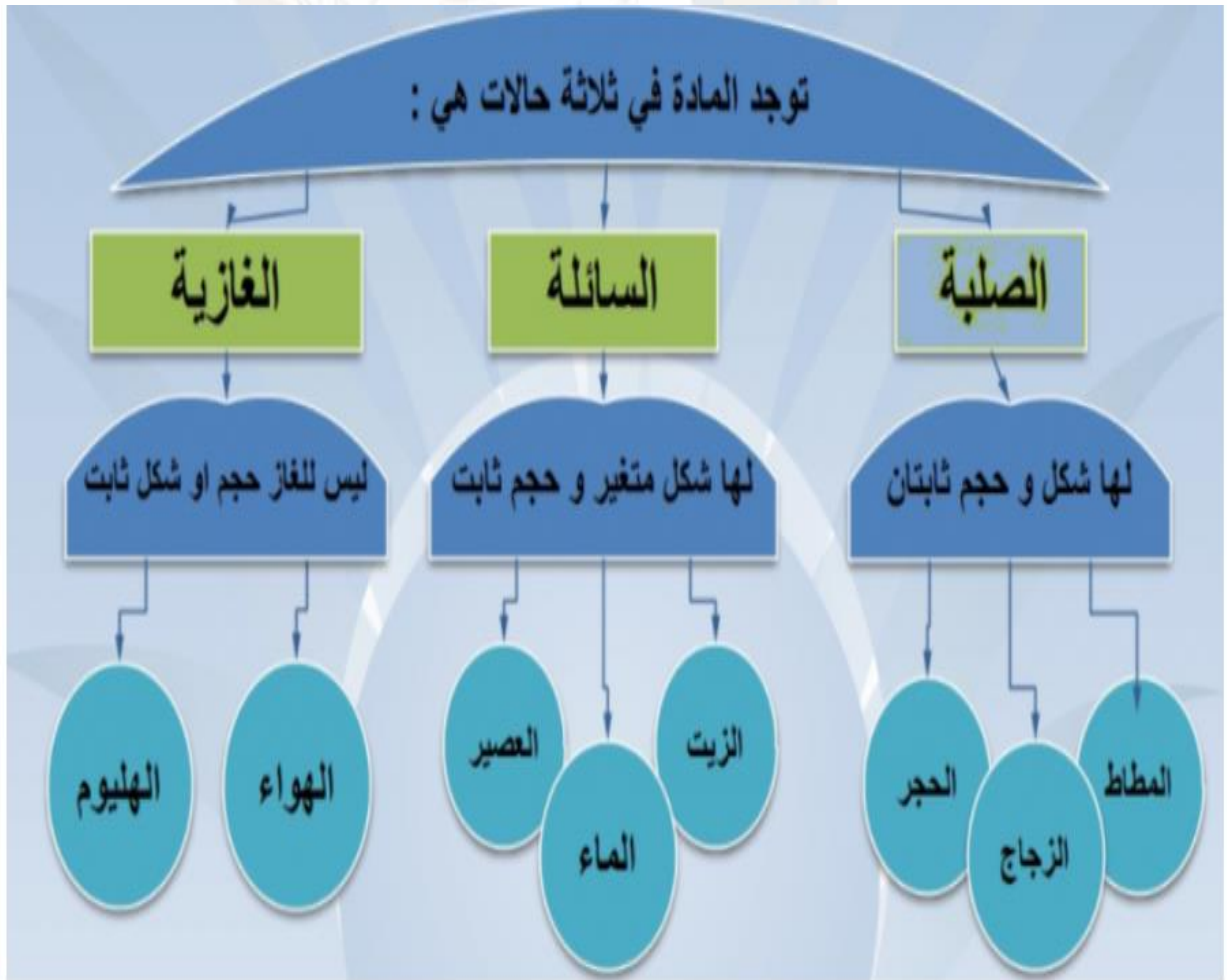 توجد المادة في ثلاثة حالات هي :
الصلبة
السائلة
الغازية
لها شكل و حجم ثابتان
لها شكل متغير و حجم ثابت
ليس للغاز حجم او شكل ثابت
المطاط
الزجاج
الحجر
الزيت
الماء
العصير
الهواء
الهليوم